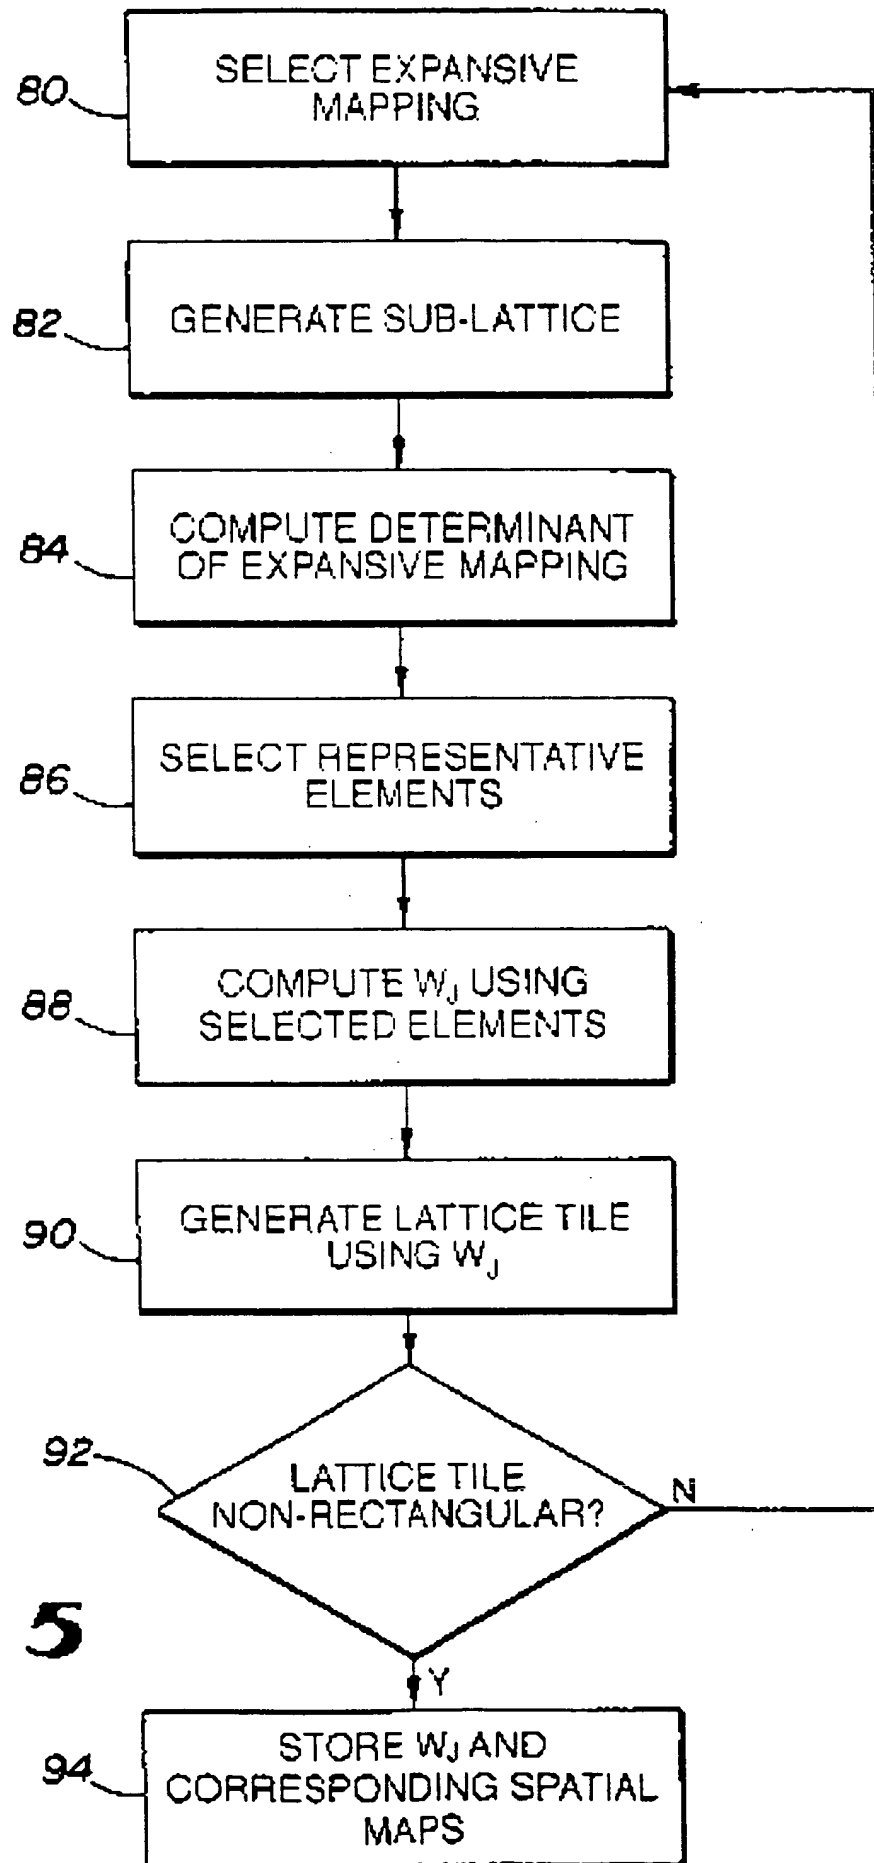 80
SELECT EXPANSIVE
MAPPING
82
GENERATE SUB-LATTICE
84
COMPUTE DETERMINANT
OF EXPANSIVE MAPPING
86
SELECT REPRESENTATIVE
ELEMENTS
88
COMPUTE WJ USING
SELECTED ELEMENTS
90
GENERATE LATTICE TILE
USING WJ
92
LATTICE TILE
NON-RECTANGULAR?
N
5
Y
94
STORE WJ AND
CORRESPONDING SPATIAL
MAPS